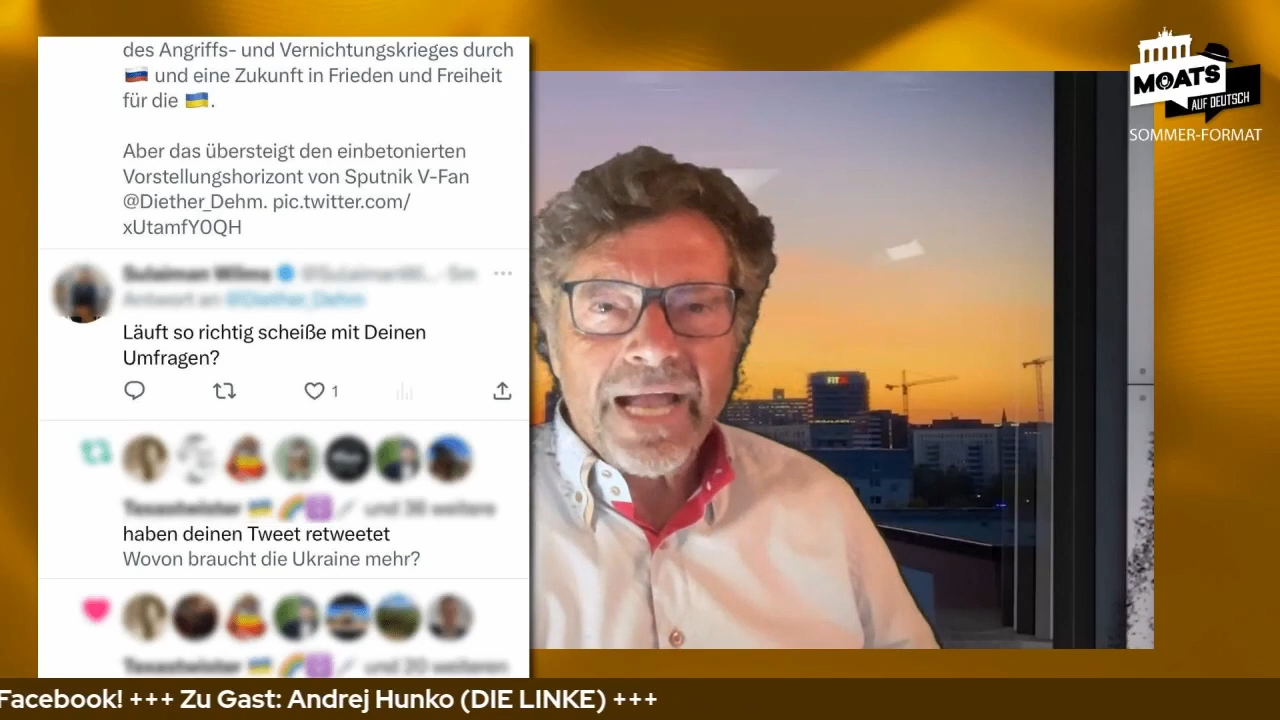 des Angriffs- und Vernichtungskrieges durch
🇷🇺 und eine Zukunft in Frieden und Freiheit
für die 🇺🇦.
Aber das übersteigt den einbetonierten
Vorstellungshorizont von Sputnik V-Fan
@Diether_Dehm. pic.twitter.com/
xUtamfY0QH
Läuft so richtig scheiße mit Deinen
Umfragen?
1
haben deinen Tweet retweetet
Wovon braucht die Ukraine mehr?
MOATS
AUF DEUTSCH
SOMMER-FORMAT
Facebook! +++ Zu Gast: Andrej Hunko (DIE LINKE) +++